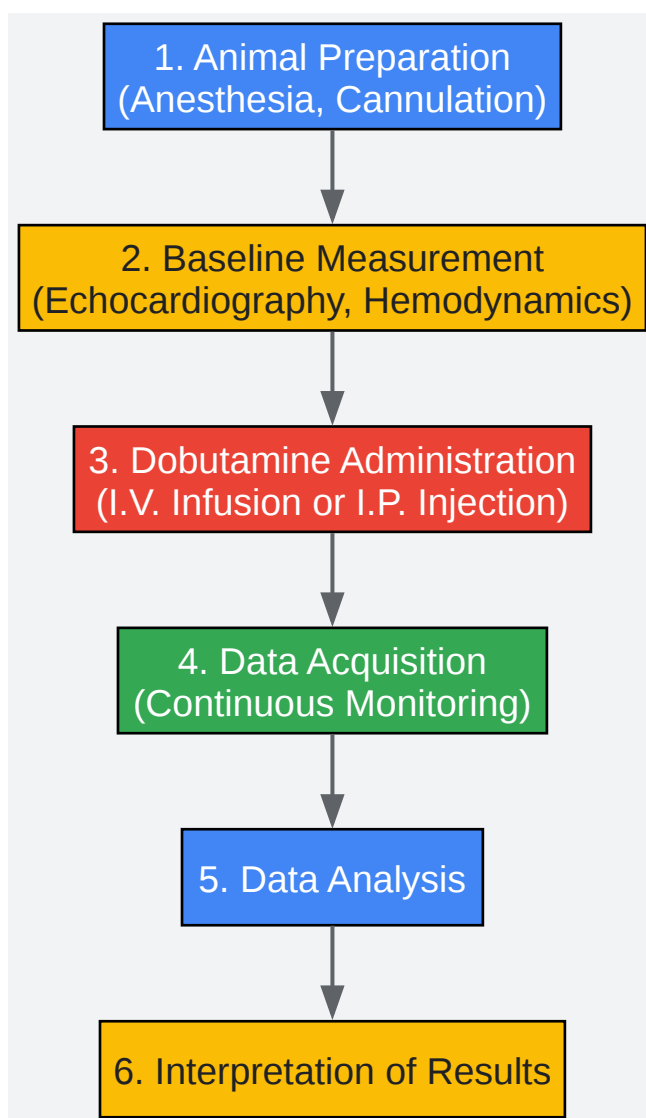 1. Animal Preparation
(Anesthesia, Cannulation)
2. Baseline Measurement
(Echocardiography, Hemodynamics)
3. Dobutamine Administration
(I.V. Infusion or I.P. Injection)
4. Data Acquisition
(Continuous Monitoring)
5. Data Analysis
6. Interpretation of Results